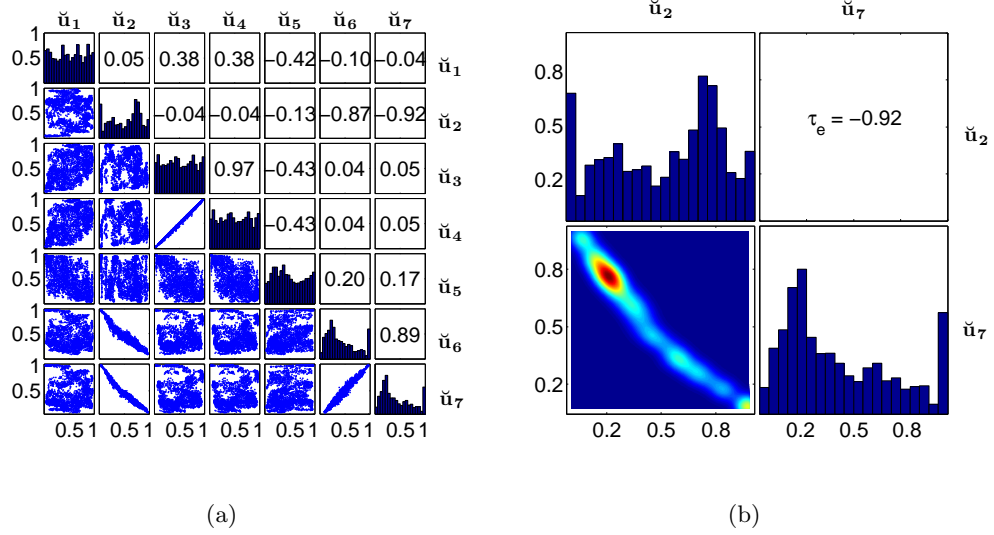 ŭ₁ ŭ₂ ŭ₃ ŭ₄ ŭ₅ ŭ₆ ŭ₇
1
0.5 0.05 0.38 0.38 −0.42 −0.10 −0.04 ŭ₁
1
0.5 −0.04 −0.04 −0.13 −0.87 −0.92 ŭ₂
1
0.5 0.97 −0.43 0.04 0.05 ŭ₃
1
0.5 −0.43 0.04 0.05 ŭ₄
1
0.5 0.20 0.17 ŭ₅
1
0.5 0.89 ŭ₆
1
0.5 ŭ₇
0.5 1 0.5 1 0.5 1 0.5 1 0.5 1 0.5 1 0.5 1
(a)
ŭ₂ ŭ₇
0.8
0.5 τₑ = −0.92 ŭ₂
0.2
0.8
0.5 ŭ₇
0.2
0.2 0.5 0.8 0.2 0.5 0.8
(b)